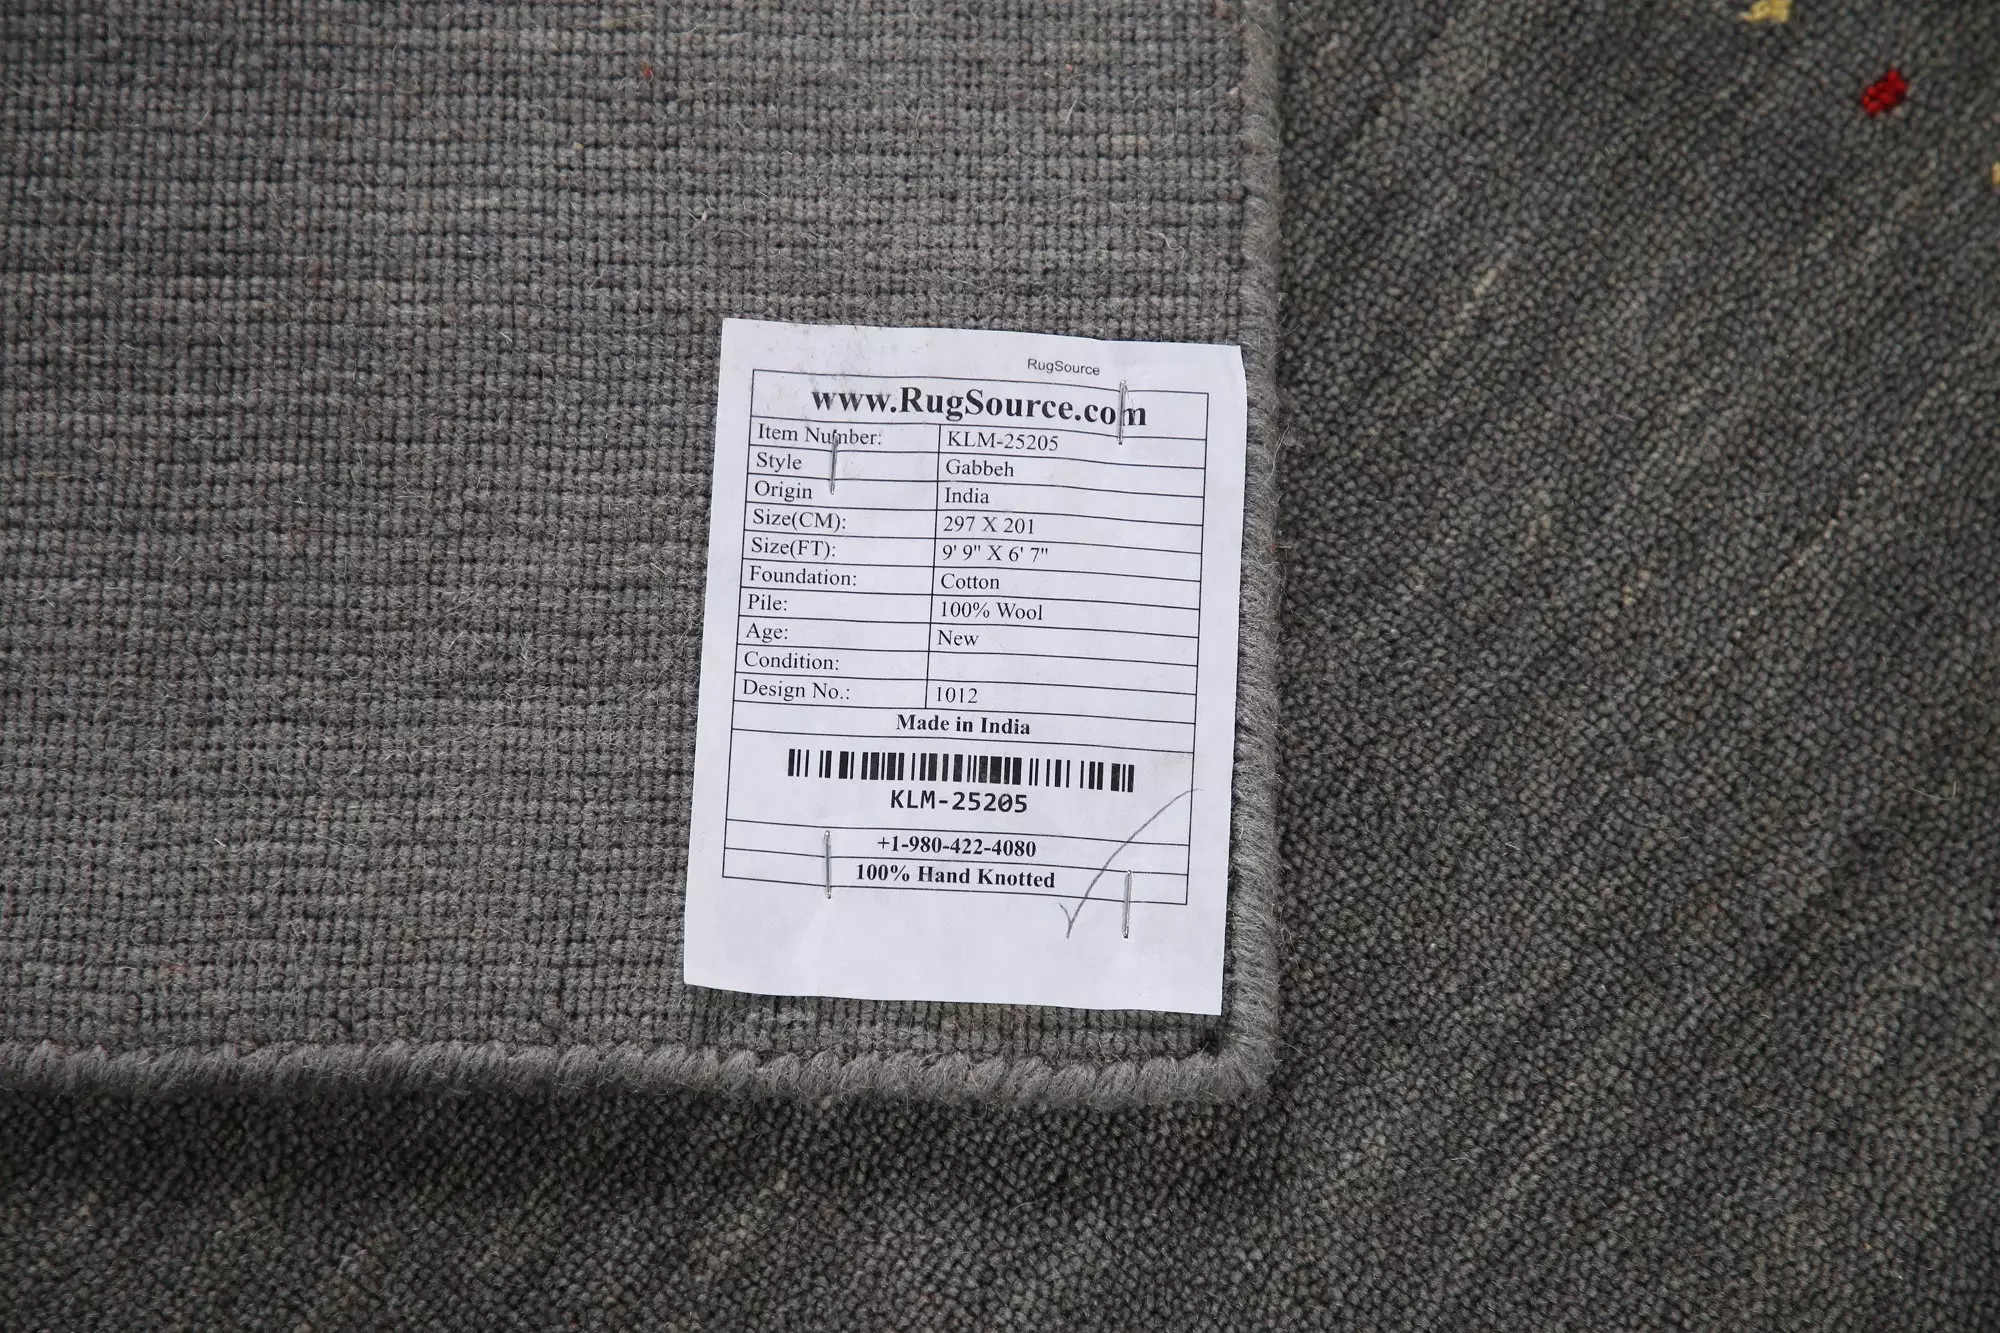 RugSource
www.RugSource.com
Item Number: KLM-25205
Style Gabbeh
Origin India
Size(CM): 297 X 201
Size(FT): 9' 9" X 6' 7"
Foundation: Cotton
Pile: 100% Wool
Age: New
Condition:
Design No.: 1012
Made in India
KLM-25205
+1-980-422-4080
100% Hand Knotted